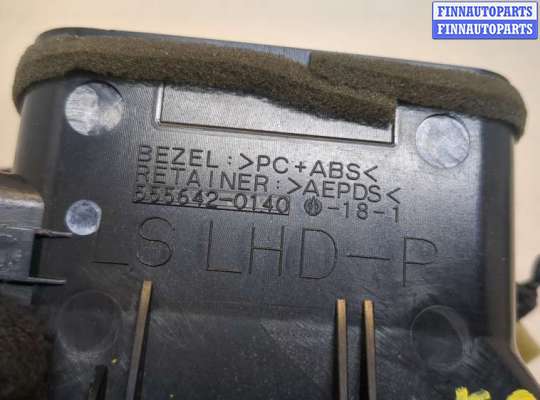 FINNAUTOPARTS
FINNAUTOPARTS
BEZEL:>PC+ABS<
RETAINER:>AEPDS<
555642-0140 -18-1
LS LHD-P